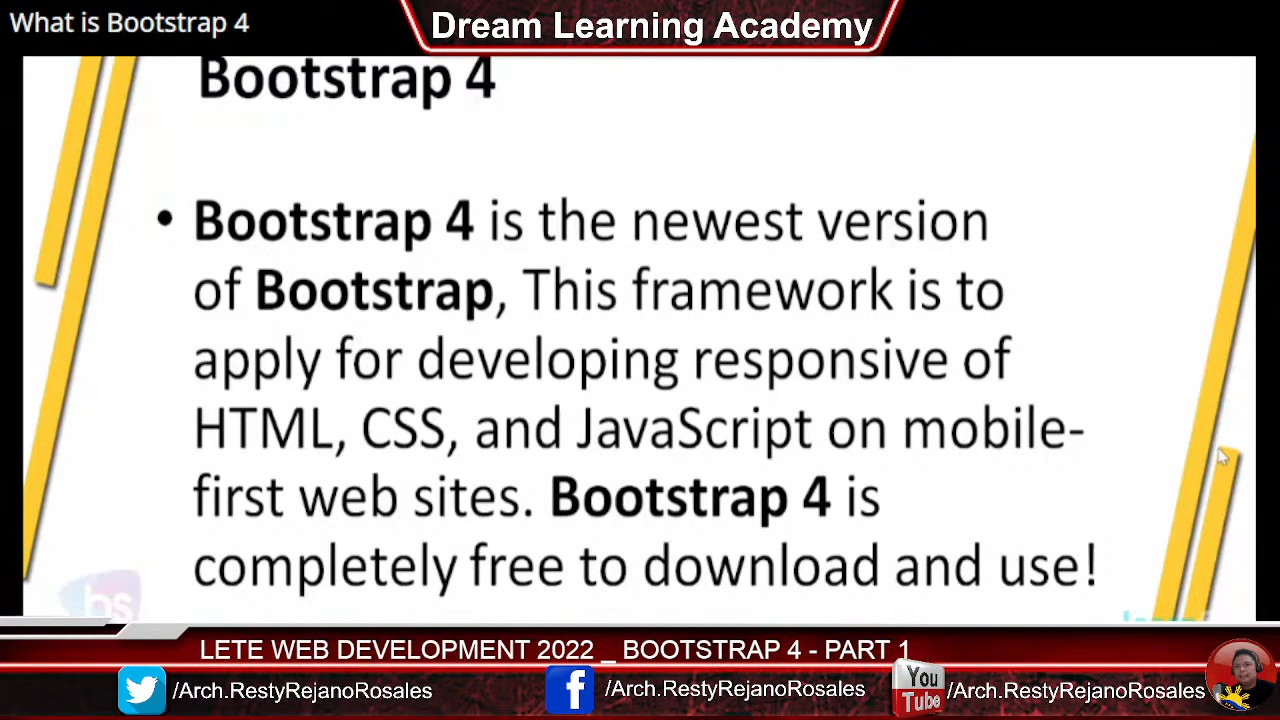 What is Bootstrap 4
Dream Learning Academy
Bootstrap 4
• Bootstrap 4 is the newest version
of Bootstrap, This framework is to
apply for developing responsive of
HTML, CSS, and JavaScript on mobile-
first web sites. Bootstrap 4 is
completely free to download and use!
bs
LETE WEB DEVELOPMENT 2022 _ BOOTSTRAP 4 - PART 1
/Arch.RestyRejanoRosales
/Arch.RestyRejanoRosales
You
Tube
/Arch.RestyRejanoRosales